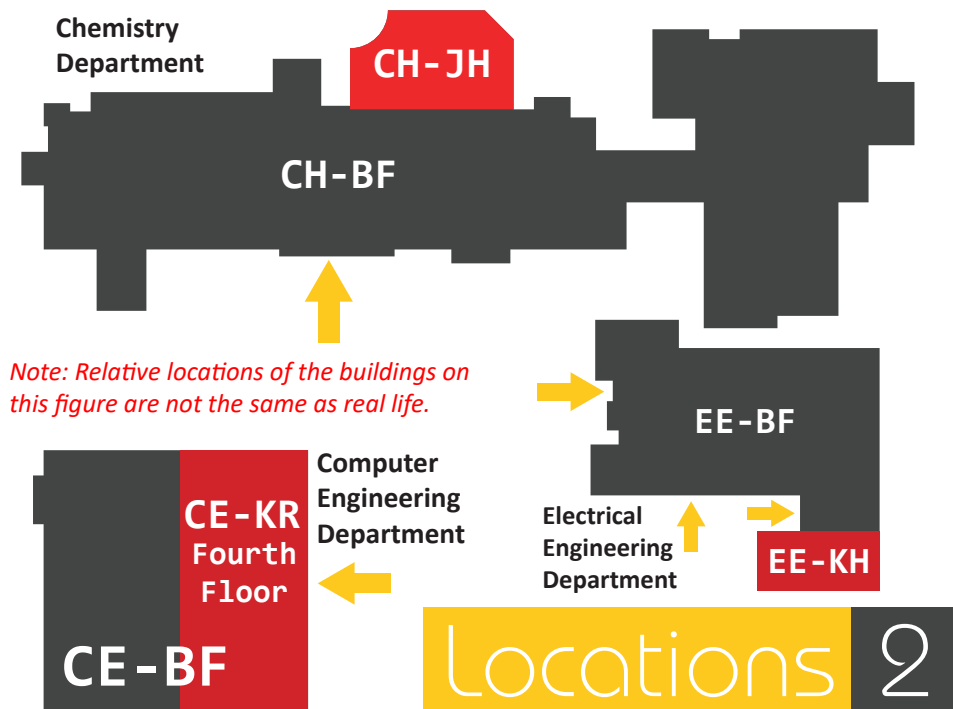 Chemistry
Department
CH-JH
CH-BF
Note: Relative locations of the buildings on
this figure are not the same as real life.
EE-BF
Computer
Engineering
Department
CE-KR
Fourth
Floor
CE-BF
Electrical
Engineering
Department
EE-KH
Locations 2